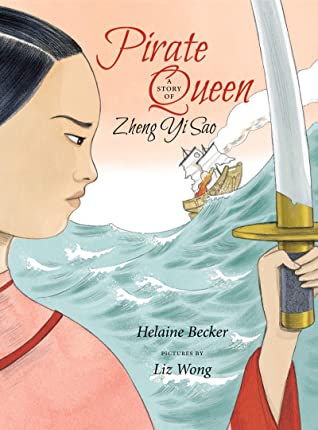 Pirate
A
STORY
OF
Queen
Zheng Yi Sao
Helaine Becker
PICTURES BY
Liz Wong